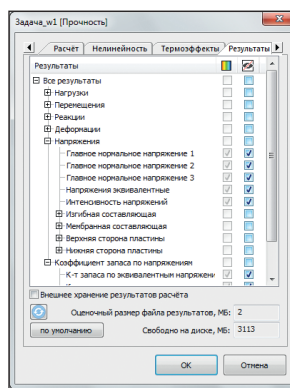 Задача_w1 [Прочность]
Расчёт Нелинейность Термоэффекты Результаты
Результаты
Все результаты
Нагрузки
Перемещения
Реакции
Деформации
Напряжения
Главное нормальное напряжение 1
Главное нормальное напряжение 2
Главное нормальное напряжение 3
Напряжения эквивалентные
Интенсивность напряжений
Изгибная составляющая
Мембранная составляющая
Верхняя сторона пластины
Нижняя сторона пластины
Коэффициент запаса по напряжениям
К-т запаса по эквивалентным напряжени
Внешнее хранение результатов расчёта
Оценочный размер файла результатов, МБ: 2
по умолчанию Свободно на диске, МБ: 3113
OK Отмена